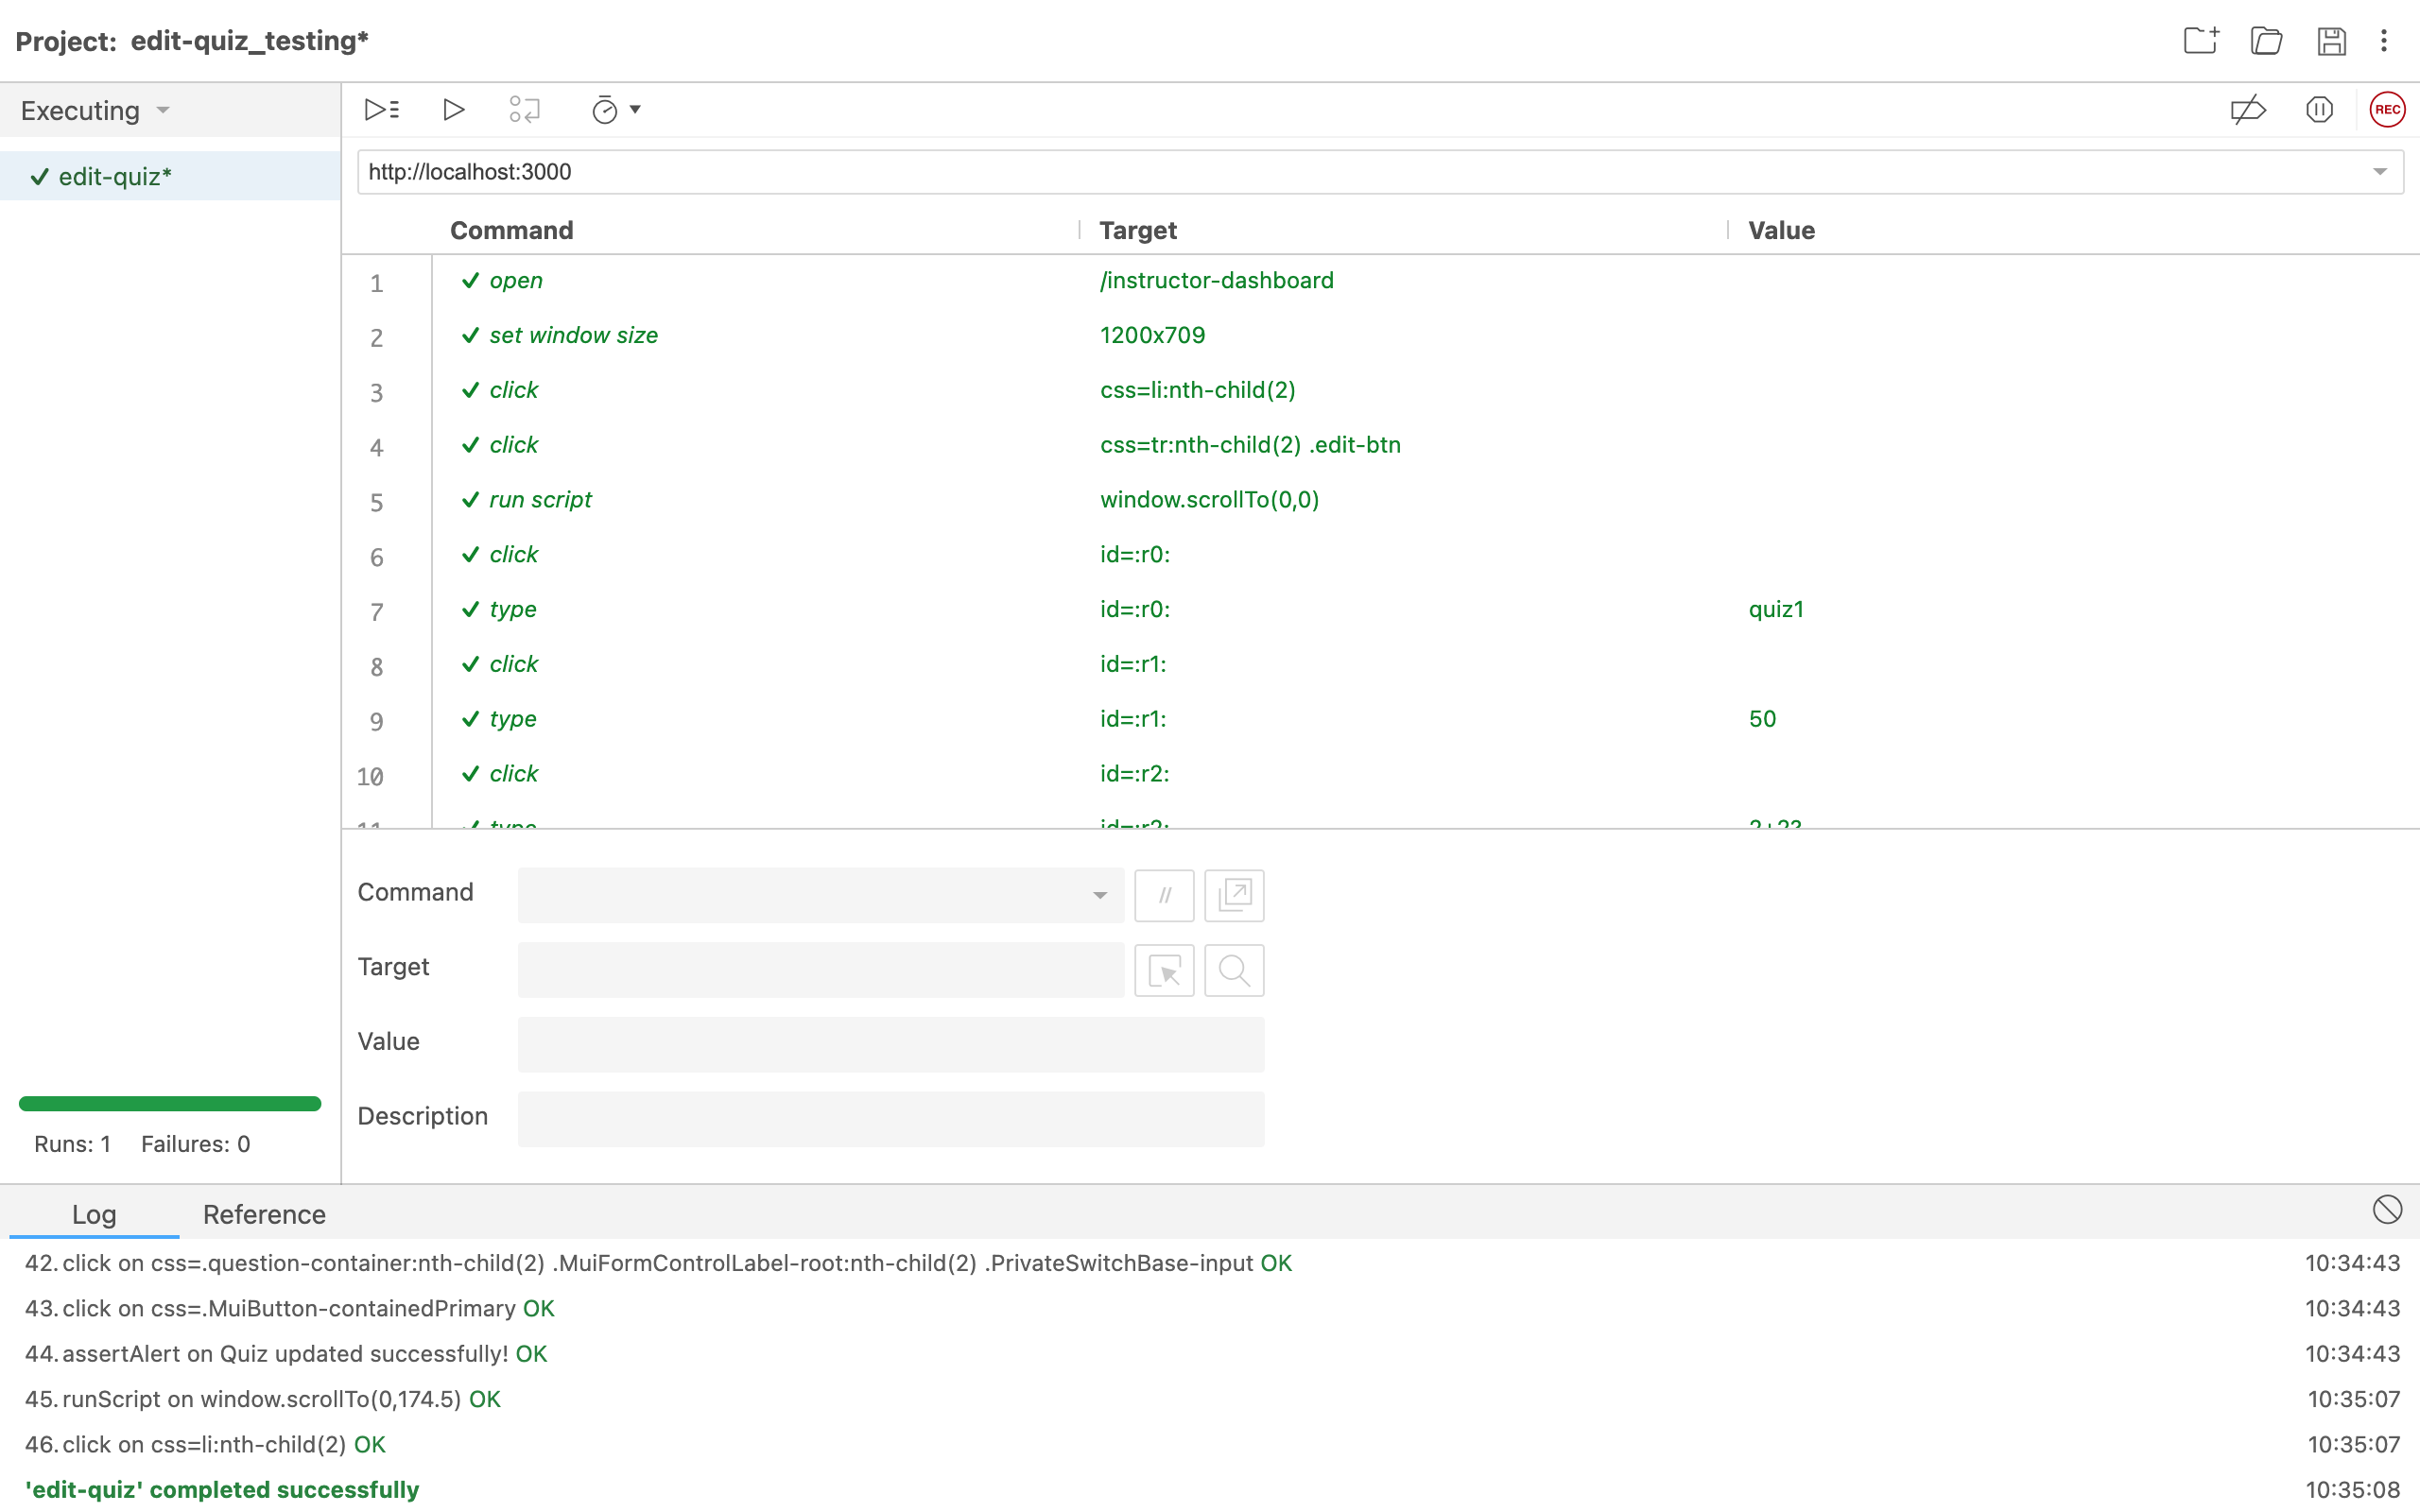 Project: edit-quiz_testing*
Executing
REC
edit-quiz*
http://localhost:3000
Command Target Value
1 open /instructor-dashboard
2 set window size 1200x709
3 click css=li:nth-child(2)
4 click css=tr:nth-child(2) .edit-btn
5 run script window.scrollTo(0,0)
6 click id=:r0:
7 type id=:r0: quiz1
8 click id=:r1:
9 type id=:r1: 50
10 click id=:r2:
11 type id=:r2:
Command //
Target
Value
Description
Runs: 1 Failures: 0
Log Reference
42. click on css=.question-container:nth-child(2) .MuiFormControlLabel-root:nth-child(2) .PrivateSwitchBase-input OK 10:34:43
43. click on css=.MuiButton-containedPrimary OK 10:34:43
44. assertAlert on Quiz updated successfully! OK 10:34:43
45. runScript on window.scrollTo(0,174.5) OK 10:35:07
46. click on css=li:nth-child(2) OK 10:35:07
'edit-quiz' completed successfully 10:35:08